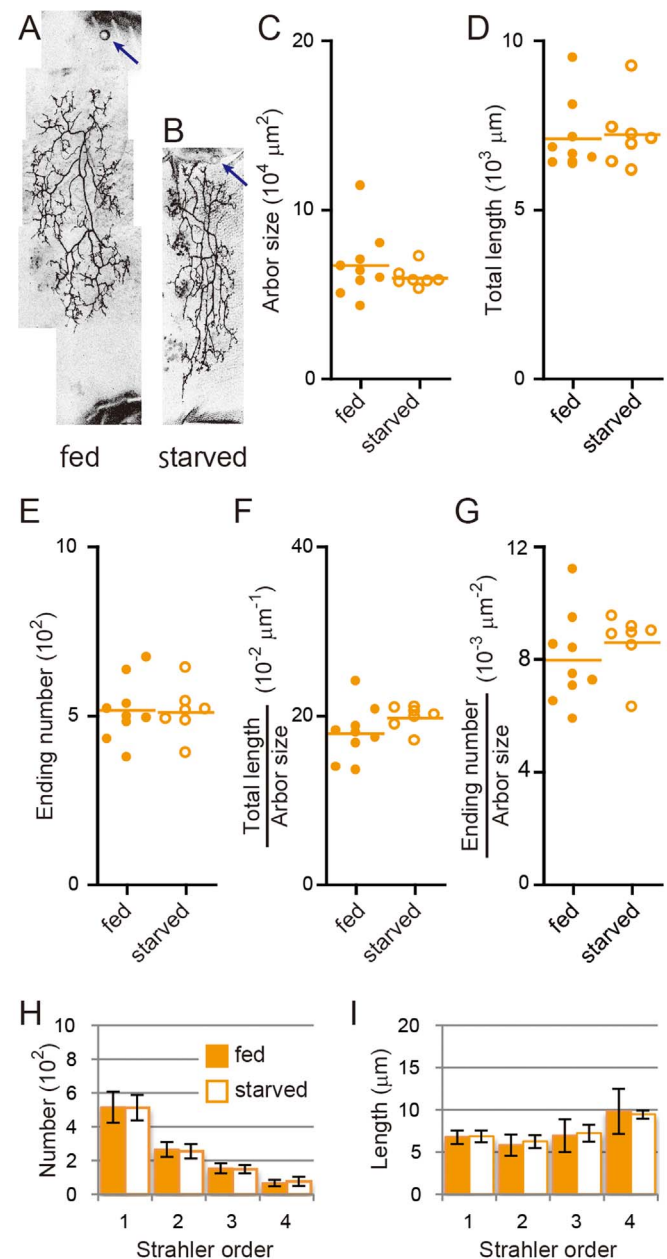 A
B
fed
starved
C
Arbor size (10⁴ μm²)
20
10
0
fed
starved
D
Total length (10³ μm)
10
5
0
fed
starved
E
Ending number (10²)
10
5
0
fed
starved
F
Total length
Arbor size
(10⁻² μm⁻¹)
40
20
0
fed
starved
G
Ending number
Arbor size
(10⁻³ μm⁻²)
12
8
4
0
fed
starved
H
Number (10²)
10
8
6
4
2
0
fed
starved
1 2 3 4
Strahler order
I
Length (μm)
20
15
10
5
0
1 2 3 4
Strahler order